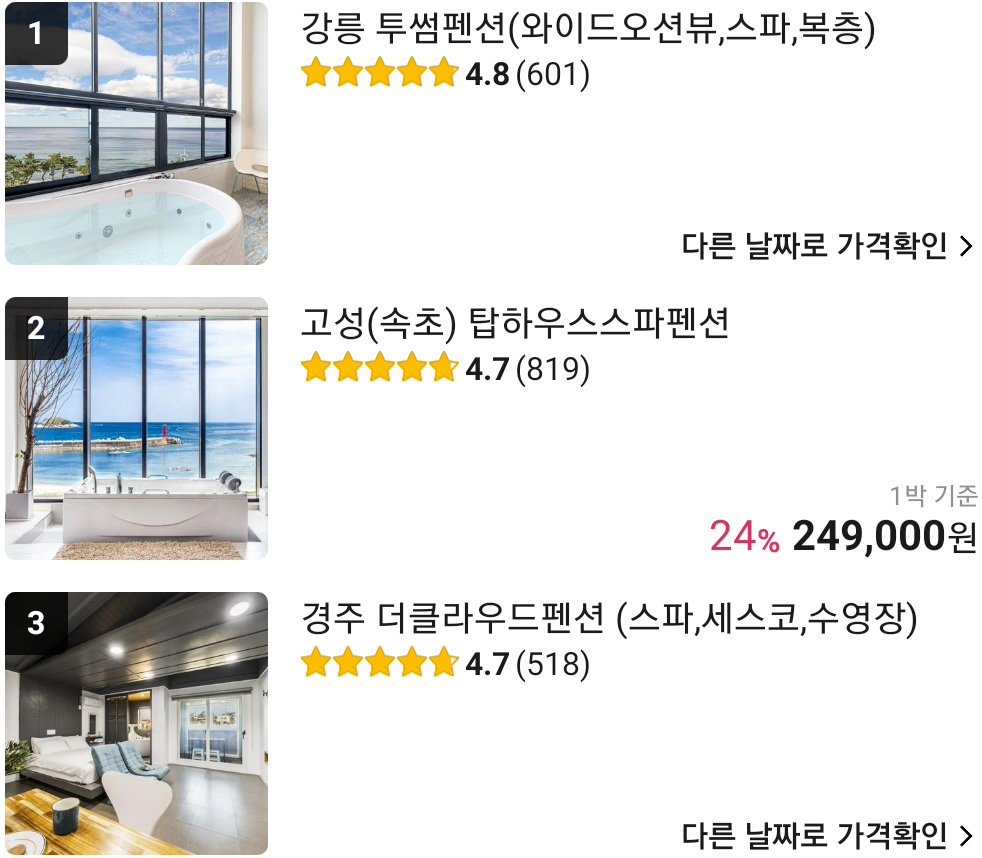 1
강릉 투썸펜션(와이드오션뷰,스파,복층)
4.8 (601)
다른 날짜로 가격확인
2
고성(속초) 탑하우스스파펜션
4.7 (819)
1박 기준
24% 249,000원
3
경주 더클라우드펜션 (스파,세스코,수영장)
4.7 (518)
다른 날짜로 가격확인